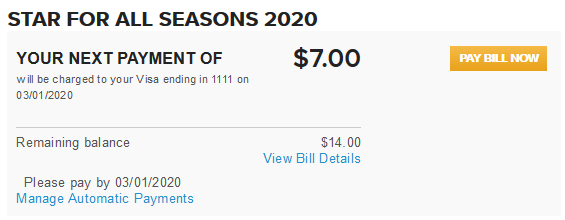 STAR FOR ALL SEASONS 2020
YOUR NEXT PAYMENT OF $7.00 PAY BILL NOW
will be charged to your Visa ending in 1111 on
03/01/2020
Remaining balance $14.00
View Bill Details
Please pay by 03/01/2020
Manage Automatic Payments